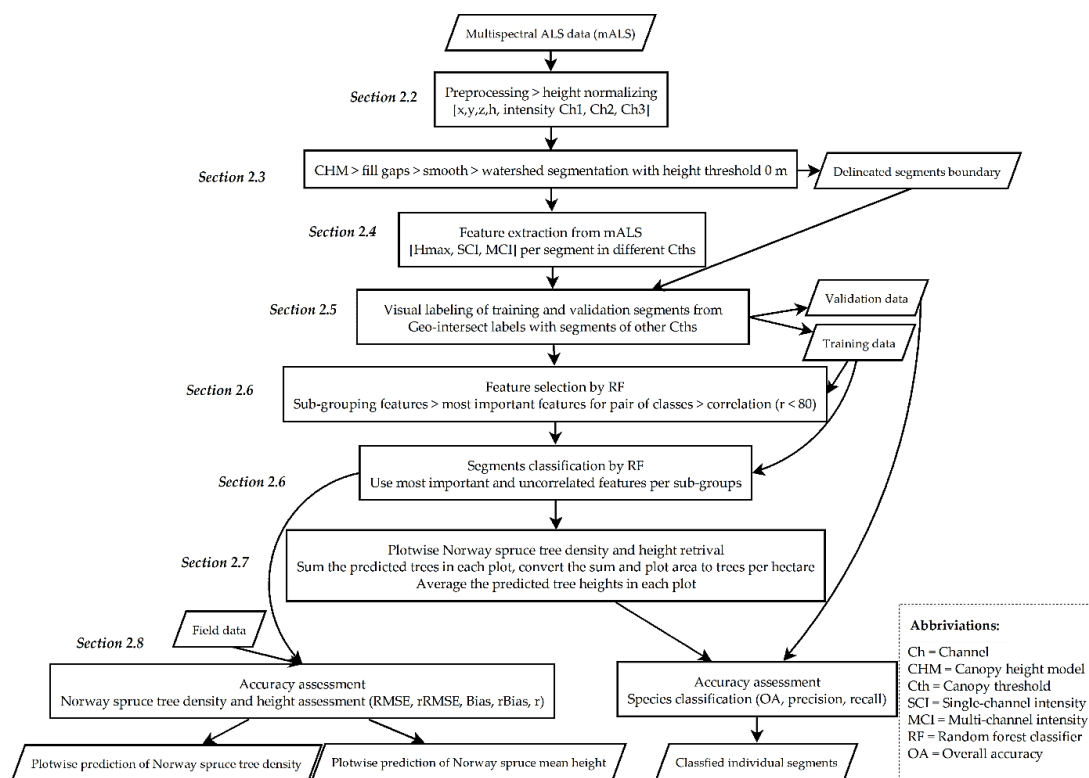 Multispectral ALS data (mALS)
Section 2.2
Preprocessing > height normalizing
[x,y,z,h, intensity Ch1, Ch2, Ch3]
Section 2.3
CHM > fill gaps > smooth > watershed segmentation with height threshold 0 m
Delineated segments boundary
Section 2.4
Feature extraction from mALS
[Hmax, SCI, MCI] per segment in different Cths
Section 2.5
Visual labeling of training and validation segments from
Geo-intersect labels with segments of other Cths
Validation data
Training data
Section 2.6
Feature selection by RF
Sub-grouping features > most important features for pair of classes > correlation (r < 80)
Section 2.6
Segments classification by RF
Use most important and uncorrelated features per sub-groups
Section 2.7
Plotwise Norway spruce tree density and height retrival
Sum the predicted trees in each plot, convert the sum and plot area to trees per hectare
Average the predicted tree heights in each plot
Section 2.8
Field data
Accuracy assessment
Norway spruce tree density and height assessment (RMSE, rRMSE, Bias, rBias, r)
Accuracy assessment
Species classification (OA, precision, recall)
Plotwise prediction of Norway spruce tree density
Plotwise prediction of Norway spruce mean height
Classfied individual segments
Abbriviations:
Ch = Channel
CHM = Canopy height model
Cth = Canopy threshold
SCI = Single-channel intensity
MCI = Multi-channel intensity
RF = Random forest classifier
OA = Overall accuracy